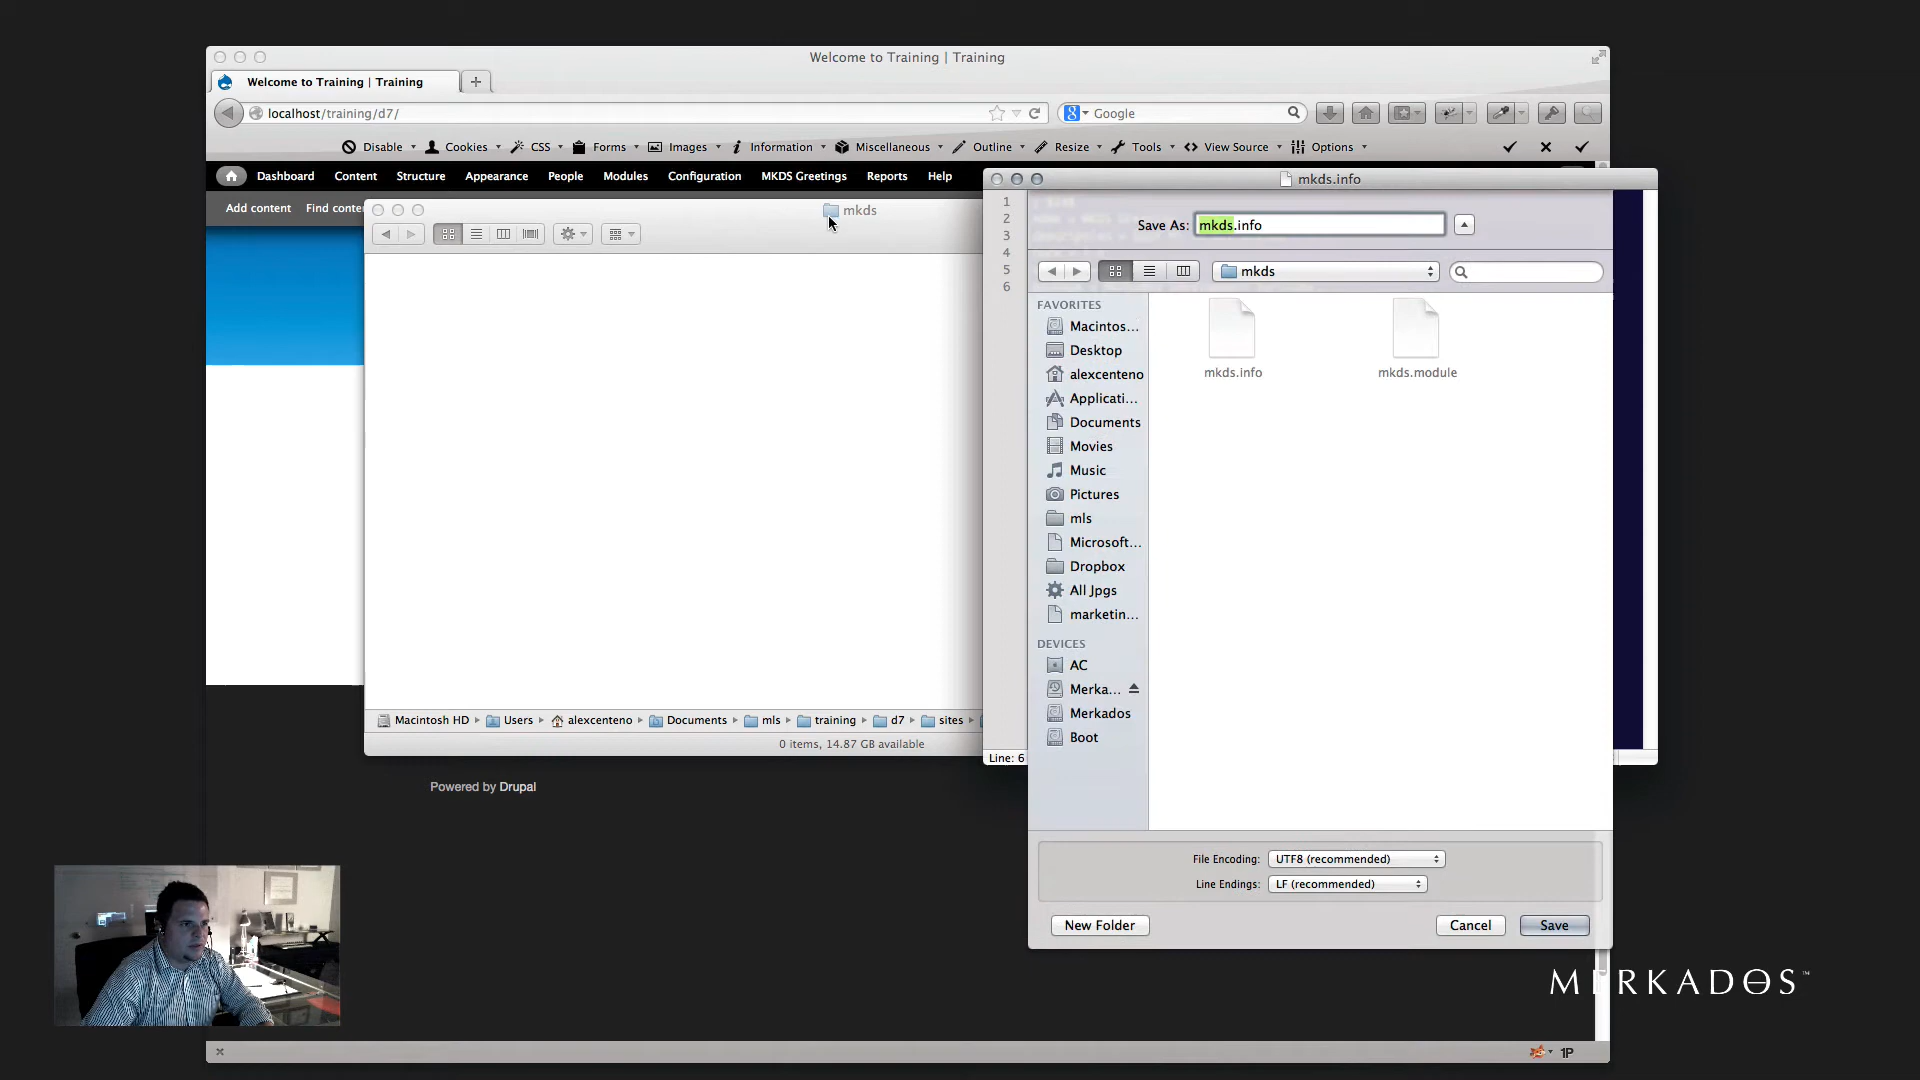 Welcome to Training | Training
Welcome to Training | Training
localhost/training/d7/
Google
Disable Cookies CSS Forms Images Information Miscellaneous Outline Resize Tools View Source Options
Dashboard Content Structure Appearance People Modules Configuration MKDS Greetings Reports Help
Add content Find conte
mkds
mkds.info
1
2
3
4
5
6
Save As: mkds.info
mkds
FAVORITES
Macintos...
Desktop
alexcenteno
Applicati...
Documents
Movies
Music
Pictures
mls
Microsoft...
Dropbox
All Jpgs
marketin...
DEVICES
AC
Merka...
Merkados
Boot
mkds.info
mkds.module
Macintosh HD Users alexcenteno Documents mls training d7 sites
0 items, 14.87 GB available
Line: 6
Powered by Drupal
File Encoding: UTF8 (recommended)
Line Endings: LF (recommended)
New Folder
Cancel
Save
MERKADOS™
1P